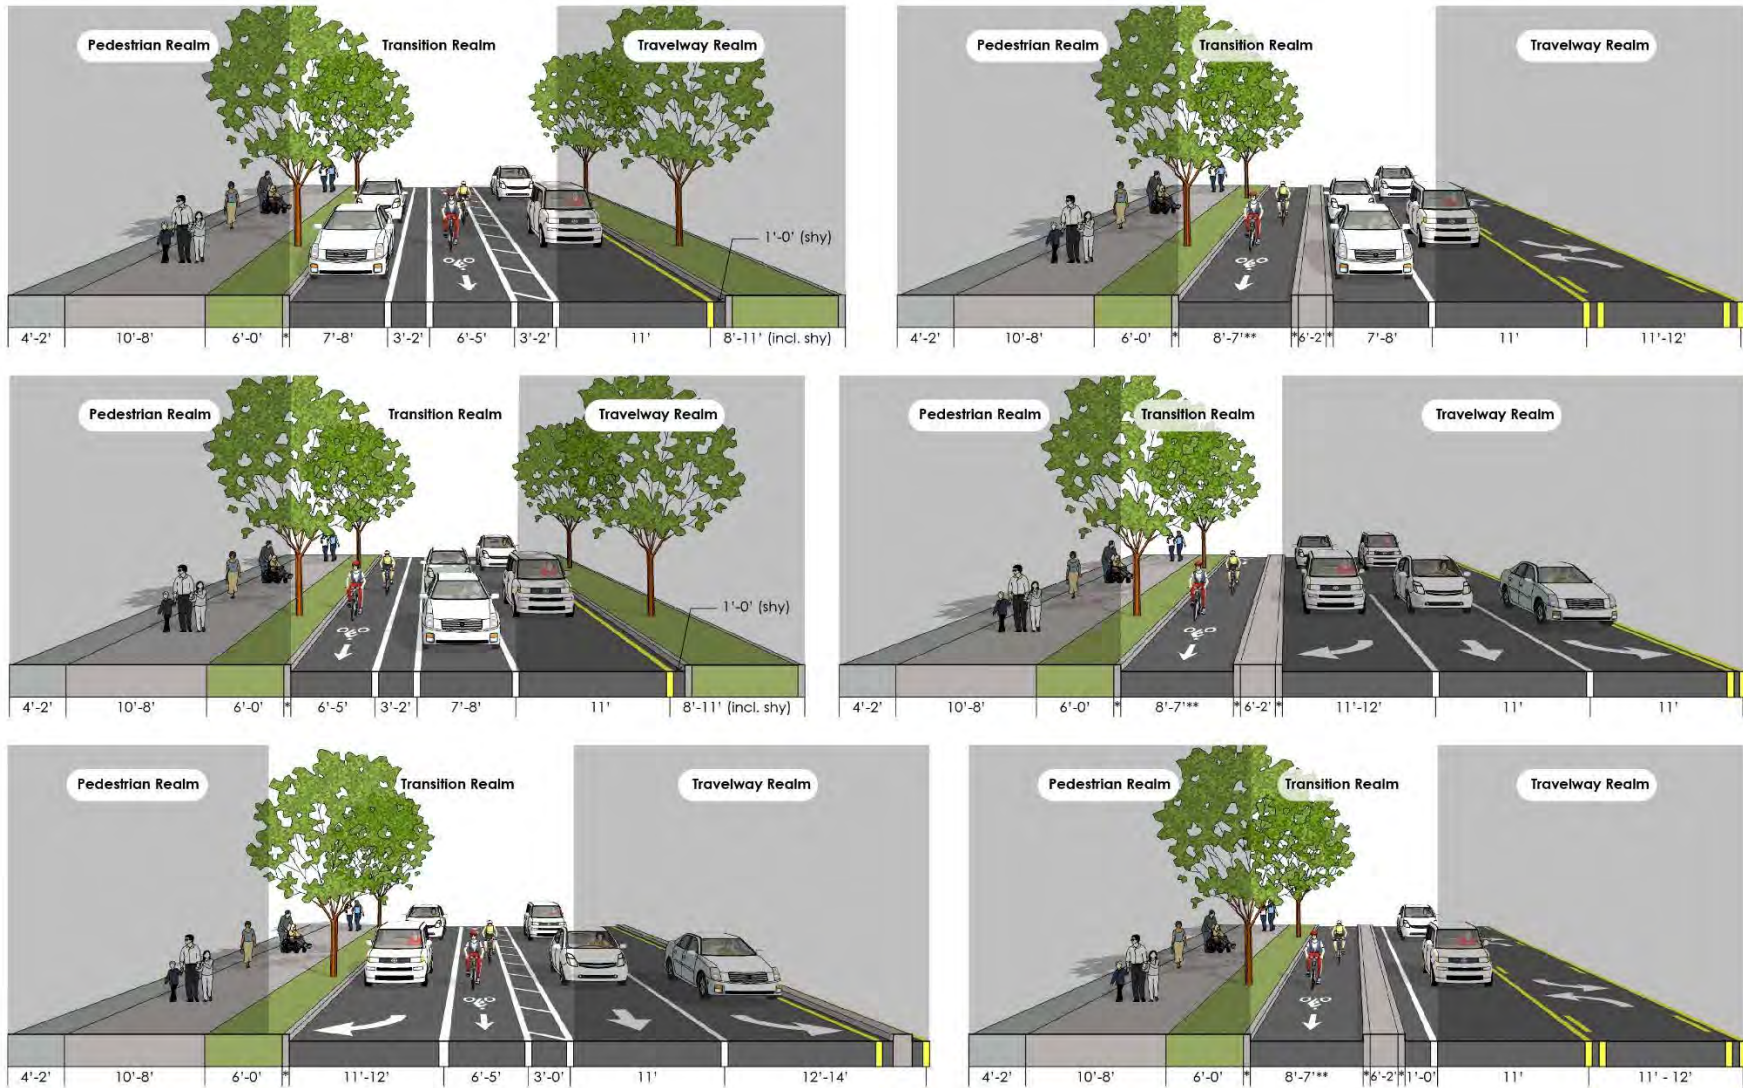 Pedestrian Realm Transition Realm Travelway Realm
1'-0' (shy)
4'-2' 10'-8' 6'-0' * 7'-8' 3'-2' 6'-5' 3'-2' 11' 8'-11' (incl. shy)
Pedestrian Realm Transition Realm Travelway Realm
4'-2' 10'-8' 6'-0' * 8'-7'** * 6'-2' * 7'-8' 11' 11'-12'
Pedestrian Realm Transition Realm Travelway Realm
1'-0' (shy)
4'-2' 10'-8' 6'-0' * 6'-5' 3'-2' 7'-8' 11' 8'-11' (incl. shy)
Pedestrian Realm Transition Realm Travelway Realm
4'-2' 10'-8' 6'-0' * 8'-7'** * 6'-2' * 11'-12' 11' 11'
Pedestrian Realm Transition Realm Travelway Realm
4'-2' 10'-8' 6'-0' * 11'-12' 6'-5' 3'-0' 11' 12'-14'
Pedestrian Realm Transition Realm Travelway Realm
4'-2' 10'-8' 6'-0' * 8'-7'** * 6'-2' * 1'-0' 11' 11' - 12'